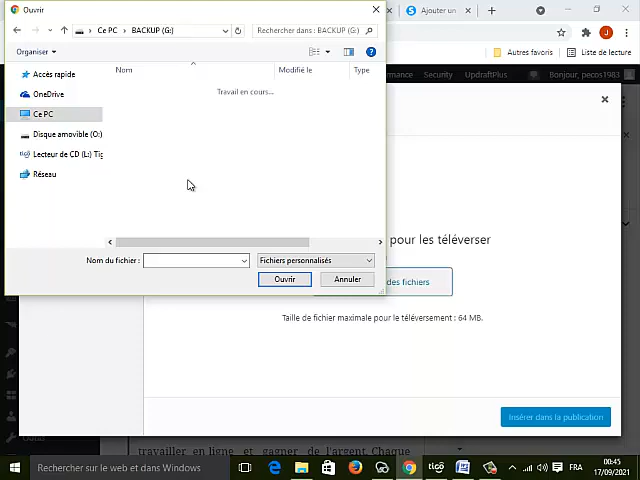 Ouvrir
Ajouter un
Ce PC > BACKUP (G:)
Rechercher dans : BACKUP (G:)
Organiser
Autres favoris
Liste de lecture
Nom
Modifié le
Type
Accès rapide
Travail en cours...
mance
Security
UpdraftPlus
Bonjour, pecos1983
OneDrive
Ce PC
Disque amovible (O:)
Lecteur de CD (L:) Tig
Réseau
pour les téléverser
Nom du fichier :
Fichiers personnalisés
Ouvrir
Annuler
des fichiers
Taille de fichier maximale pour le téléversement : 64 MB.
Insérer dans la publication
Outils
travailler en ligne et gagner de l'argent. Chaque
Rechercher sur le web et dans Windows
tigo
FRA
00:45
17/09/2021